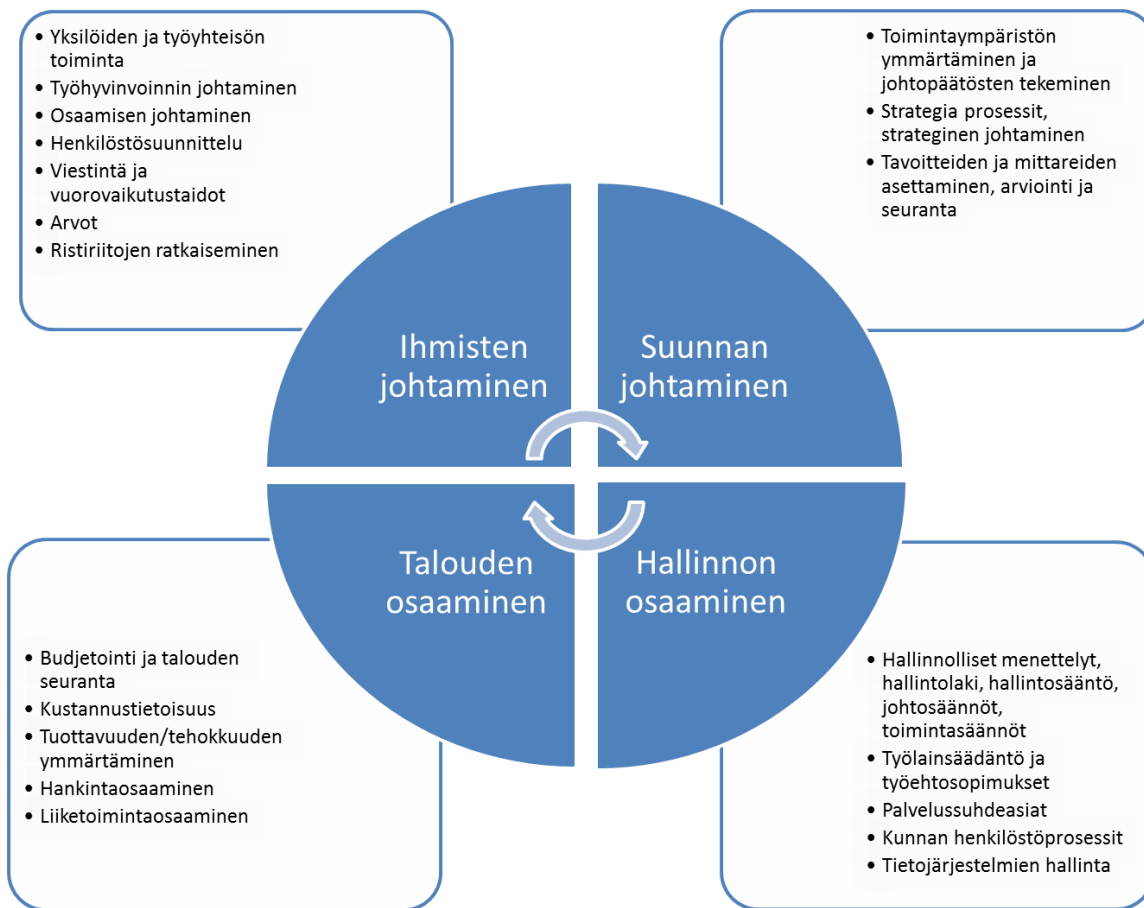 • Yksilöiden ja työyhteisön
toiminta
• Työhyvinvoinnin johtaminen
• Osaamisen johtaminen
• Henkilöstösuunnittelu
• Viestintä ja
vuorovaikutustaidot
• Arvot
• Ristiriitojen ratkaiseminen
• Toimintaympäristön
ymmärtäminen ja
johtopäätösten tekeminen
• Strategia prosessit,
strateginen johtaminen
• Tavoitteiden ja mittareiden
asettaminen, arviointi ja
seuranta
Ihmisten
johtaminen
Suunnan
johtaminen
Talouden
osaaminen
Hallinnon
osaaminen
• Budjetointi ja talouden
seuranta
• Kustannustietoisuus
• Tuottavuuden/tehokkuuden
ymmärtäminen
• Hankintaosaaminen
• Liiketoimintaosaaminen
• Hallinnolliset menettelyt,
hallintolaki, hallintosääntö,
johtosäännöt,
toimintasäännöt
• Työlainsäädäntö ja
työehtosopimukset
• Palvelussuhdeasiat
• Kunnan henkilöstöprosessit
• Tietojärjestelmien hallinta